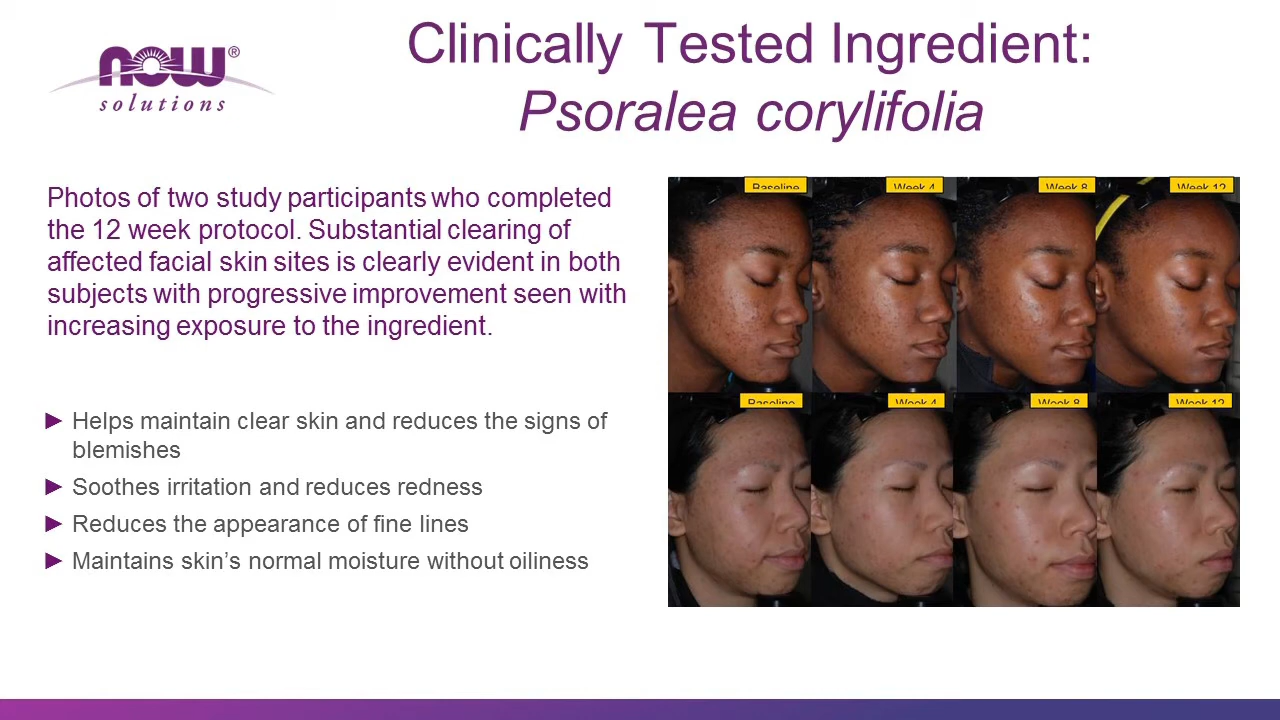 now®
solutions
Clinically Tested Ingredient:
Psoralea corylifolia
Photos of two study participants who completed
the 12 week protocol. Substantial clearing of
affected facial skin sites is clearly evident in both
subjects with progressive improvement seen with
increasing exposure to the ingredient.
► Helps maintain clear skin and reduces the signs of
blemishes
► Soothes irritation and reduces redness
► Reduces the appearance of fine lines
► Maintains skin’s normal moisture without oiliness
Baseline Week 4 Week 8 Week 12
Baseline Week 4 Week 8 Week 12